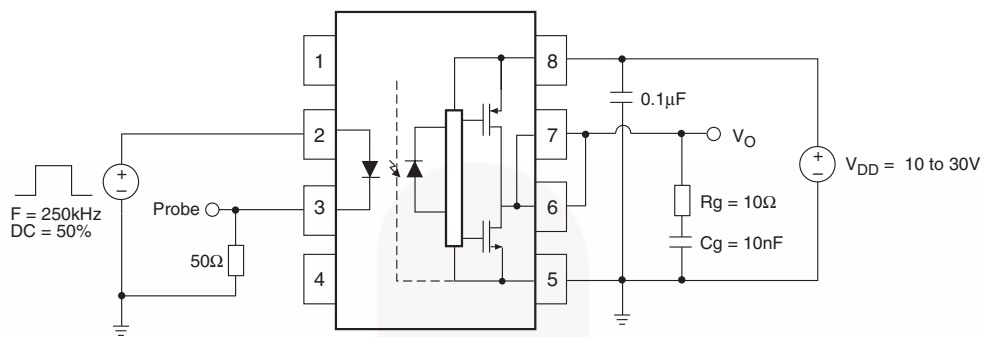 1
8
0.1μF
2
7
V_O
+
–
+
–
V_DD = 10 to 30V
F = 250kHz
DC = 50%
Probe
3
6
Rg = 10Ω
50Ω
Cg = 10nF
4
5